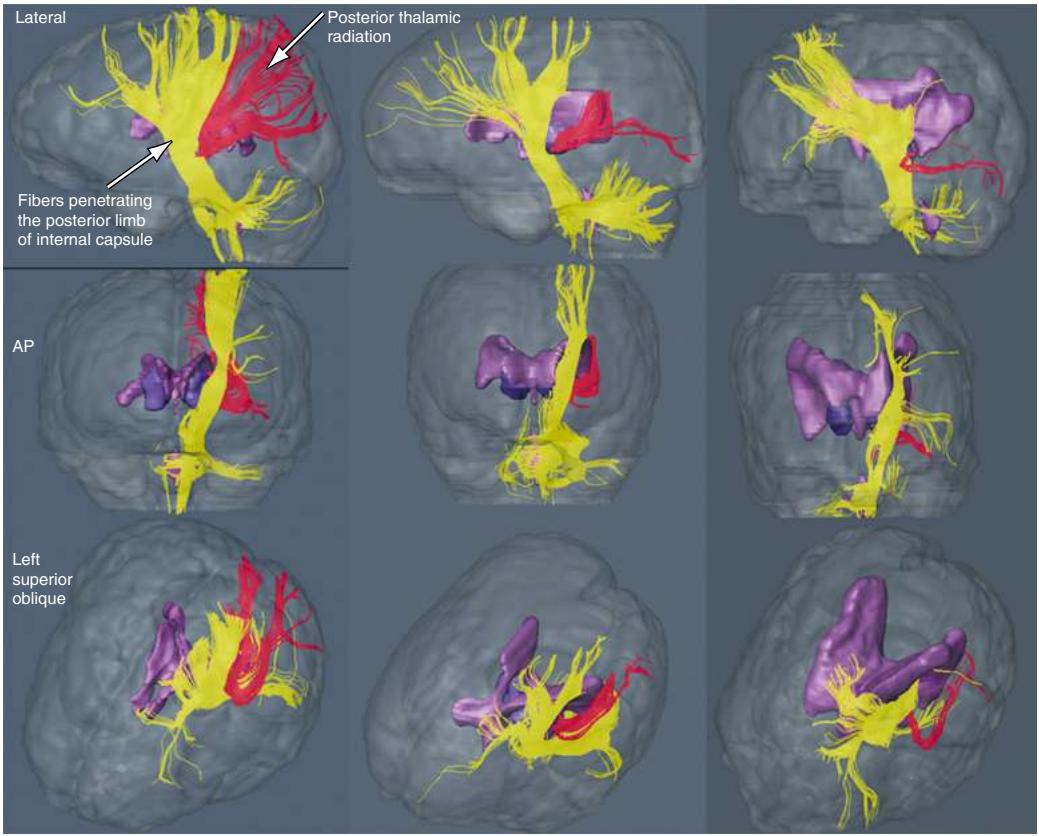 Lateral
Posterior thalamic
radiation
Fibers penetrating
the posterior limb
of internal capsule
AP
Left
superior
oblique